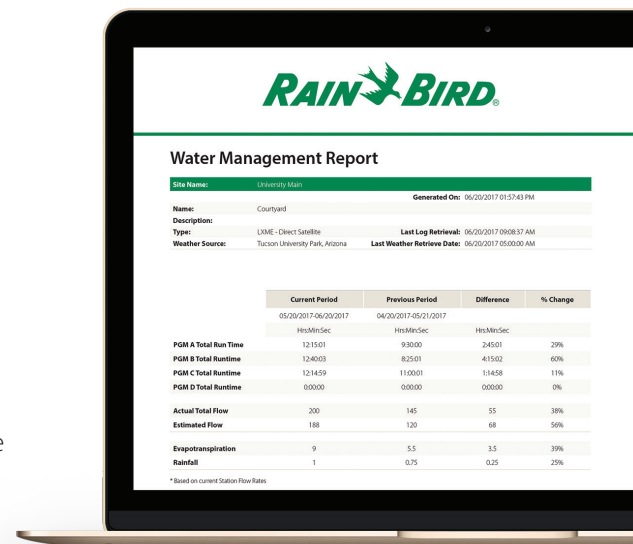 RAIN BIRD®
Water Management Report
Site Name: University Main
Generated On: 06/20/2017 01:57:43 PM
Name: Courtyard
Description:
Type: LXME - Direct Satellite Last Log Retrieval: 06/20/2017 09:08:37 AM
Weather Source: Tucson University Park, Arizona Last Weather Retrieve Date: 06/20/2017 05:00:00 AM
Current Period Previous Period Difference % Change
05/20/2017-06/20/2017 04/20/2017-05/21/2017
Hrs:Min:Sec Hrs:Min:Sec Hrs:Min:Sec
PGM A Total Run Time 12:15:01 9:30:00 2:45:01 29%
PGM B Total Runtime 12:40:03 8:25:01 4:15:02 60%
PGM C Total Runtime 12:14:59 11:00:01 1:14:58 11%
PGM D Total Runtime 0:00:00 0:00:00 0:00:00 0%
Actual Total Flow 200 145 55 38%
Estimated Flow 188 120 68 56%
Evapotranspiration 9 5.5 3.5 39%
Rainfall 1 0.75 0.25 25%
* Based on current Station Flow Rates
e